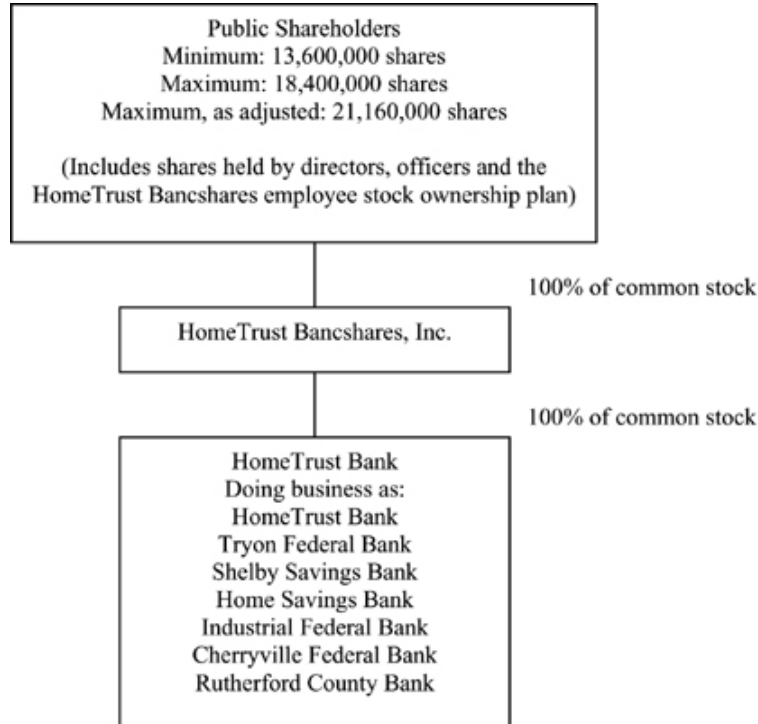 Public Shareholders
Minimum: 13,600,000 shares
Maximum: 18,400,000 shares
Maximum, as adjusted: 21,160,000 shares
(Includes shares held by directors, officers and the
HomeTrust Bancshares employee stock ownership plan)
100% of common stock
HomeTrust Bancshares, Inc.
100% of common stock
HomeTrust Bank
Doing business as:
HomeTrust Bank
Tryon Federal Bank
Shelby Savings Bank
Home Savings Bank
Industrial Federal Bank
Cherryville Federal Bank
Rutherford County Bank